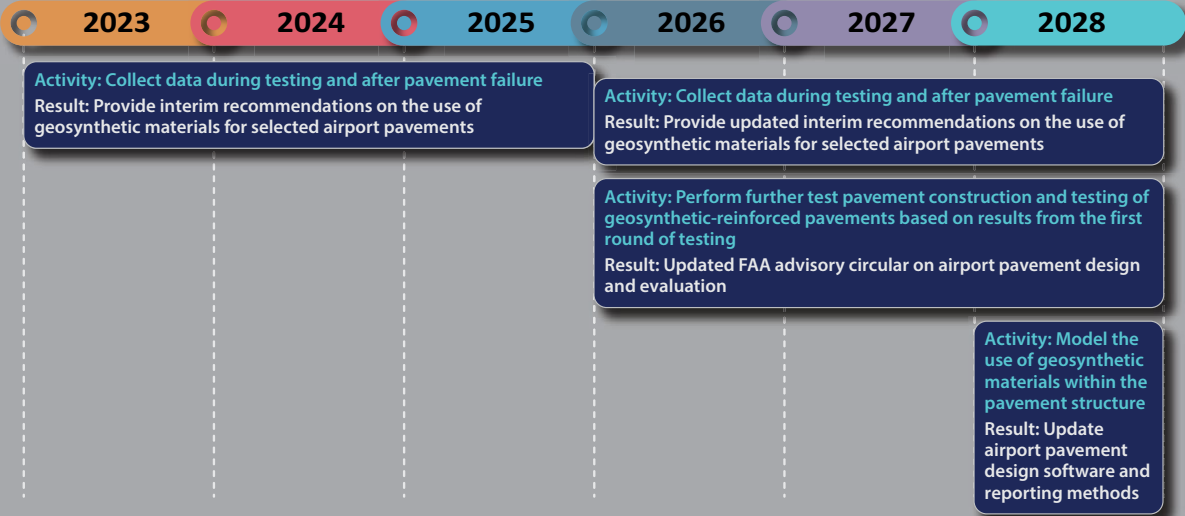 2023 2024 2025 2026 2027 2028
Activity: Collect data during testing and after pavement failure
Result: Provide interim recommendations on the use of
geosynthetic materials for selected airport pavements
Activity: Collect data during testing and after pavement failure
Result: Provide updated interim recommendations on the use of
geosynthetic materials for selected airport pavements
Activity: Perform further test pavement construction and testing of
geosynthetic-reinforced pavements based on results from the first
round of testing
Result: Updated FAA advisory circular on airport pavement design
and evaluation
Activity: Model the
use of geosynthetic
materials within the
pavement structure
Result: Update
airport pavement
design software and
reporting methods